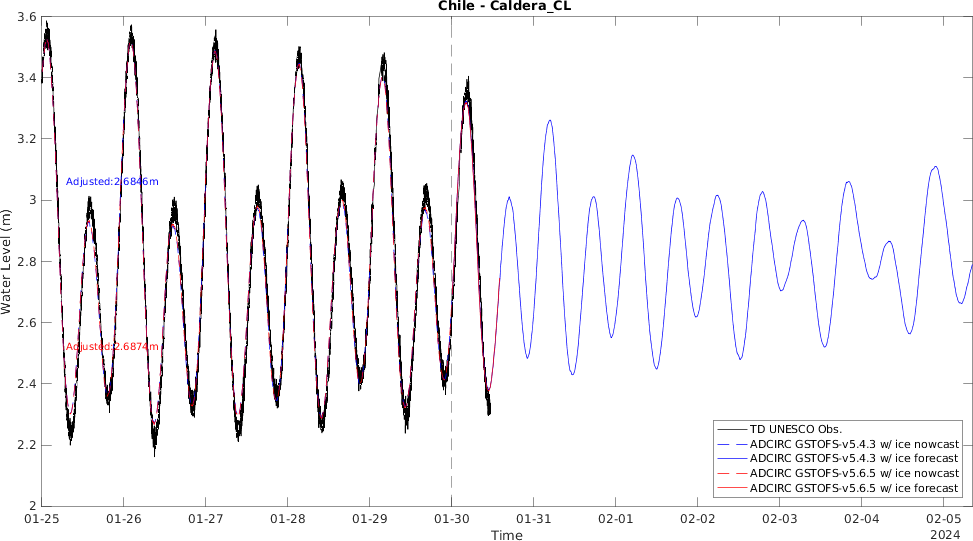 Chile - Caldera_CL
3.6
3.4
3.2
3
2.8
2.6
2.4
2.2
2
Water Level (m)
Adjusted:2.6846m
Adjusted:2.6874m
TD UNESCO Obs.
ADCIRC GSTOFS-v5.4.3 w/ ice nowcast
ADCIRC GSTOFS-v5.4.3 w/ ice forecast
ADCIRC GSTOFS-v5.6.5 w/ ice nowcast
ADCIRC GSTOFS-v5.6.5 w/ ice forecast
01-25 01-26 01-27 01-28 01-29 01-30 01-31 02-01 02-02 02-03 02-04 02-05
Time
2024